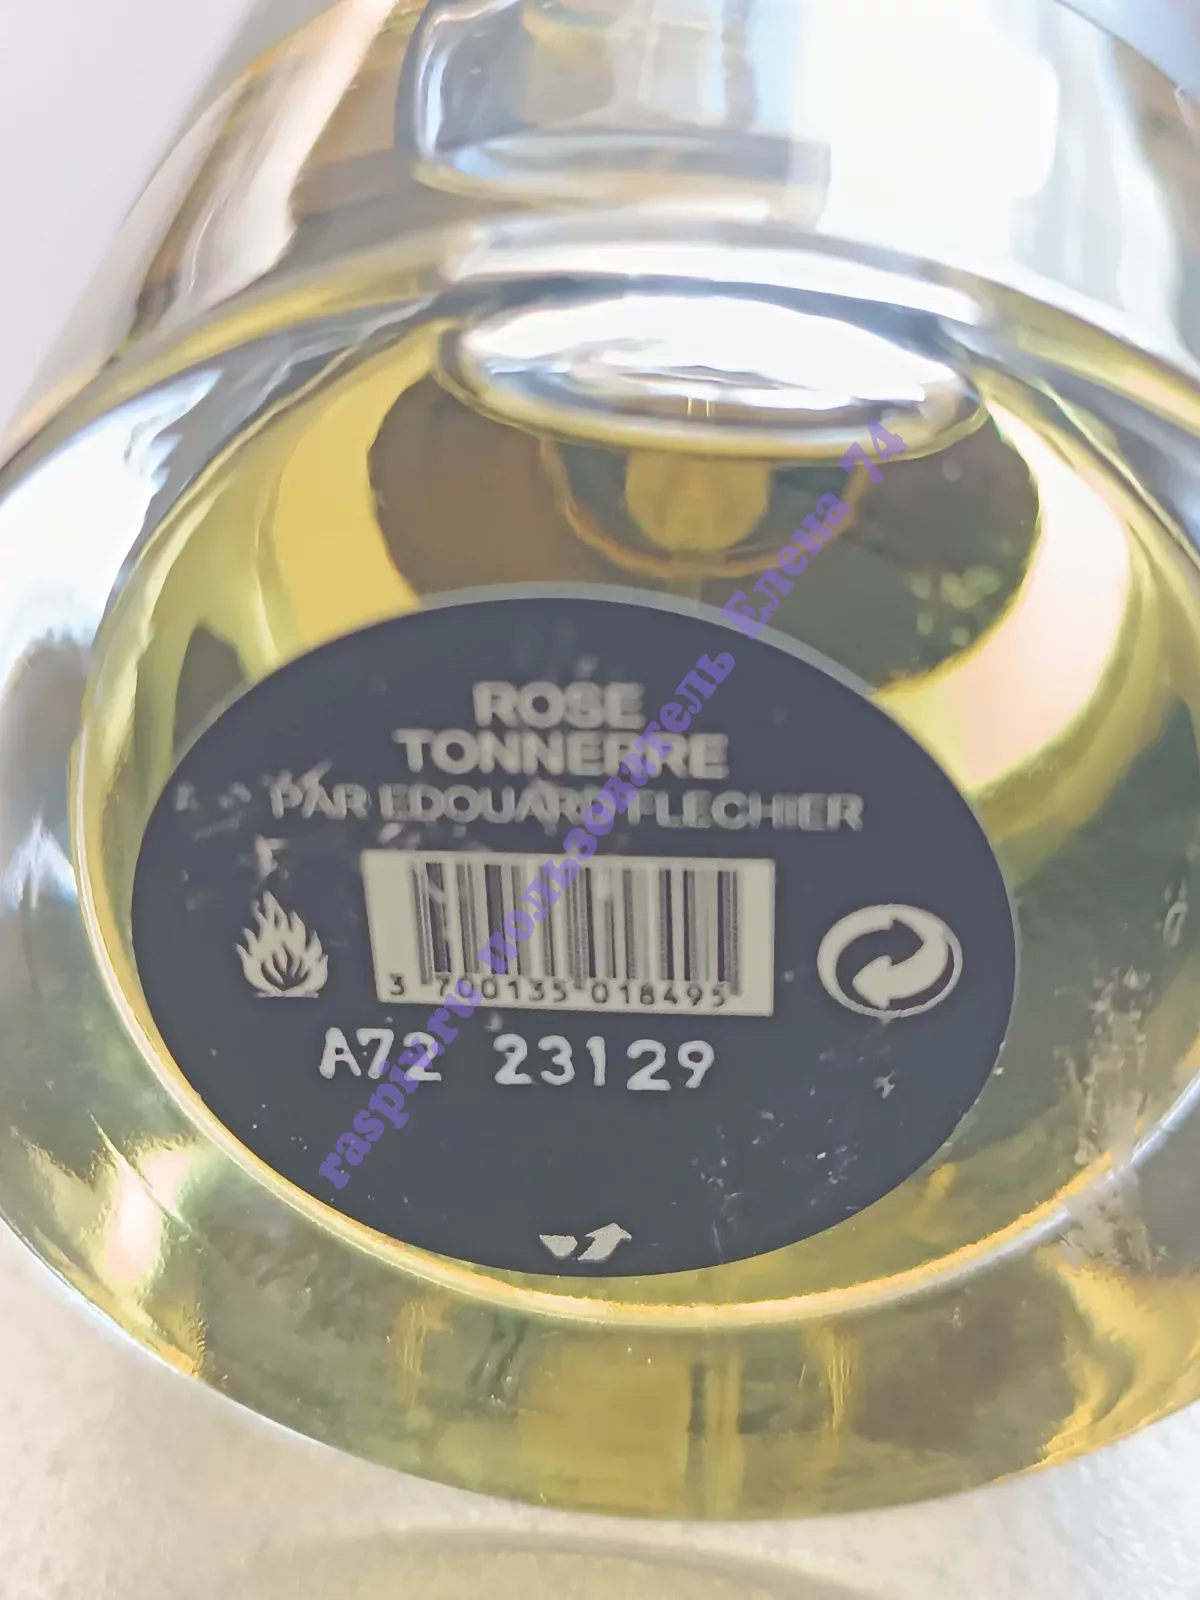 ROSE
TONNERRE
PAR EDOUARD FLECHIER
3 700135 018495
A72 23129
raspiv.ru пользователь Елена 74